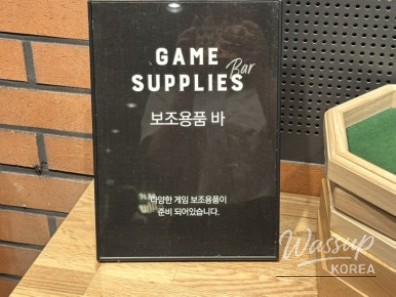 GAME
Bar
SUPPLIES
보조용품 바
다양한 게임 보조용품이
준비 되어있습니다.
Wassup
KOREA